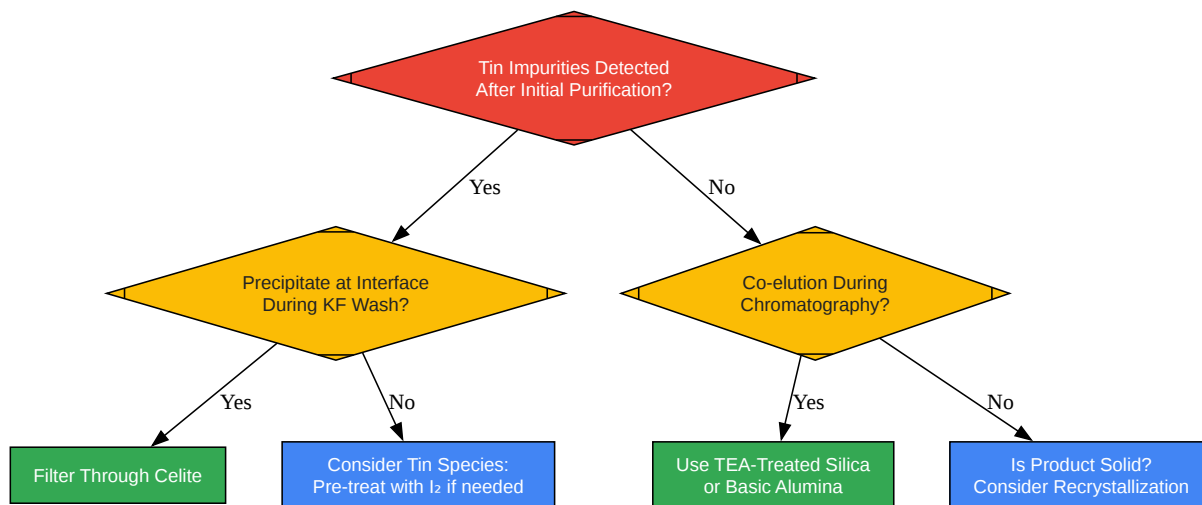 Tin Impurities Detected
After Initial Purification?
Yes
No
Precipitate at Interface
During KF Wash?
Co-elution During
Chromatography?
Yes
No
Yes
No
Filter Through Celite
Consider Tin Species:
Pre-treat with I₂ if needed
Use TEA-Treated Silica
or Basic Alumina
Is Product Solid?
Consider Recrystallization